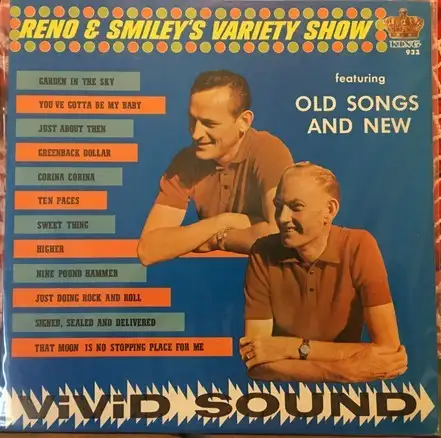 RENO & SMILEY'S VARIETY SHOW
KING
932
featuring
OLD SONGS
AND NEW
GARDEN IN THE SKY
YOU'VE GOTTA BE MY BABY
JUST ABOUT THEN
GREENBACK DOLLAR
CORINA CORINA
TEN PACES
SWEET THING
HIGHER
NINE POUND HAMMER
JUST DOING ROCK AND ROLL
SIGNED, SEALED AND DELIVERED
THAT MOON IS NO STOPPING PLACE FOR ME
ViViD SOUND